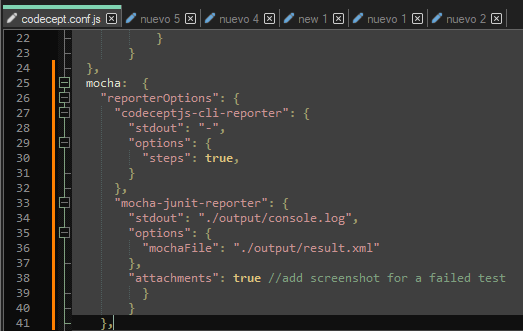 codecept.conf.js nuevo 5 nuevo 4 new 1 nuevo 1 nuevo 2
22 }
23 }
24 },
25 mocha: {
26 "reporterOptions": {
27 "codeceptjs-cli-reporter": {
28 "stdout": "-",
29 "options": {
30 "steps": true,
31 }
32 },
33 "mocha-junit-reporter": {
34 "stdout": "./output/console.log",
35 "options": {
36 "mochaFile": "./output/result.xml"
37 },
38 "attachments": true //add screenshot for a failed test
39 }
40 }
41 },